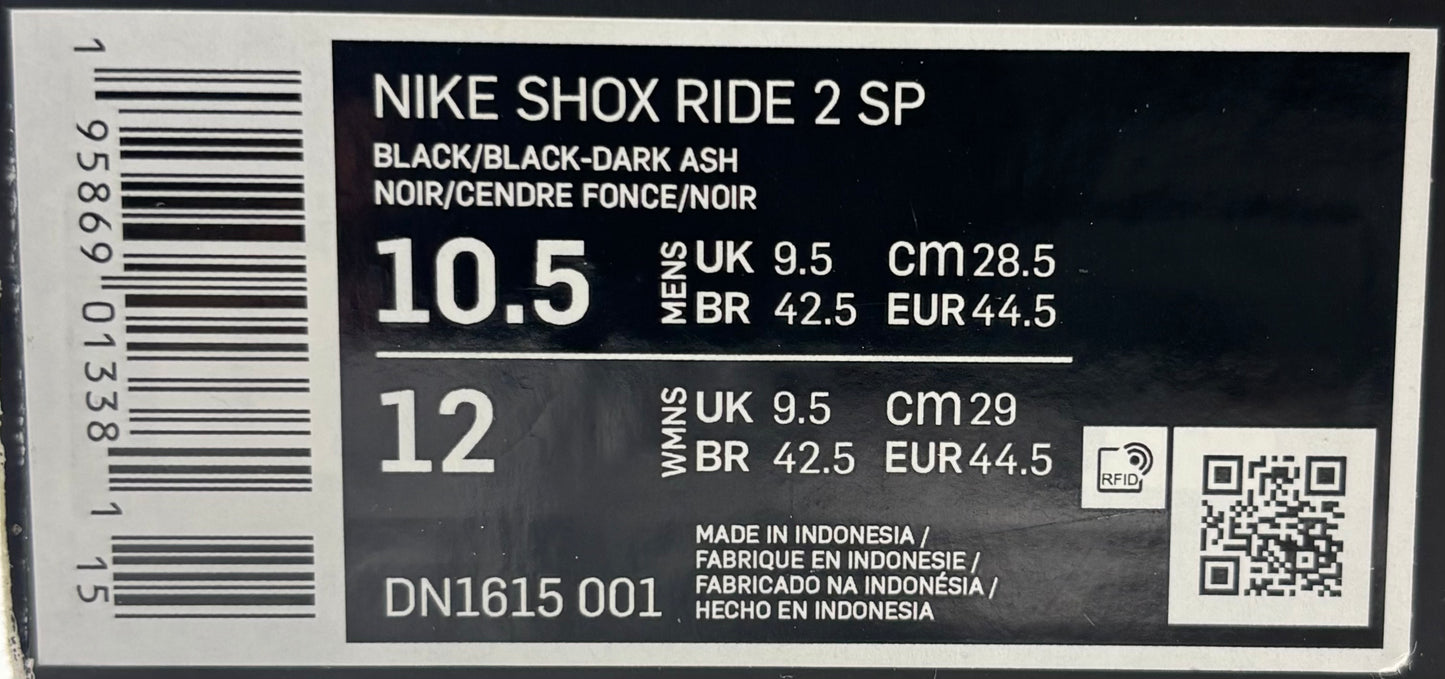 1 95869 01338 1 15
NIKE SHOX RIDE 2 SP
BLACK/BLACK-DARK ASH
NOIR/CENDRE FONCE/NOIR
10.5 MENS UK 9.5 cm 28.5
BR 42.5 EUR 44.5
12 WMNS UK 9.5 cm 29
BR 42.5 EUR 44.5
RFID
MADE IN INDONESIA /
FABRIQUE EN INDONESIE /
FABRICADO NA INDONÉSIA /
HECHO EN INDONESIA
DN1615 001